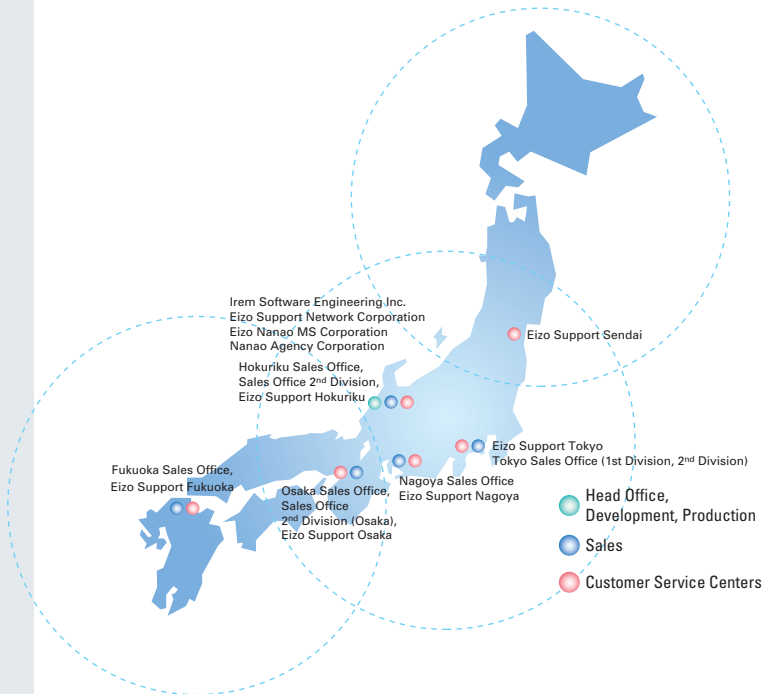 Irem Software Engineering Inc.
Eizo Support Network Corporation
Eizo Nanao MS Corporation
Nanao Agency Corporation
Hokuriku Sales Office,
Sales Office 2nd Division,
Eizo Support Hokuriku
Eizo Support Sendai
Eizo Support Tokyo
Tokyo Sales Office (1st Division, 2nd Division)
Nagoya Sales Office
Eizo Support Nagoya
Fukuoka Sales Office,
Eizo Support Fukuoka
Osaka Sales Office,
Sales Office
2nd Division (Osaka),
Eizo Support Osaka
Head Office,
Development, Production
Sales
Customer Service Centers